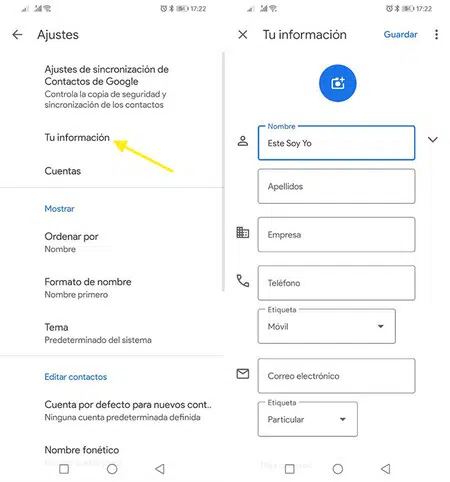 17:22
Ajustes
Ajustes de sincronización de
Contactos de Google
Controla la copia de seguridad y
sincronización de los contactos
Tu información
Cuentas
Mostrar
Ordenar por
Nombre
Formato de nombre
Nombre primero
Tema
Predeterminado del sistema
Editar contactos
Cuenta por defecto para nuevos cont..
Ninguna cuenta predeterminada definida
Nombre fonético
17:22
Tu información
Guardar
Nombre
Este Soy Yo
Apellidos
Empresa
Teléfono
Etiqueta
Móvil
Correo electrónico
Etiqueta
Particular